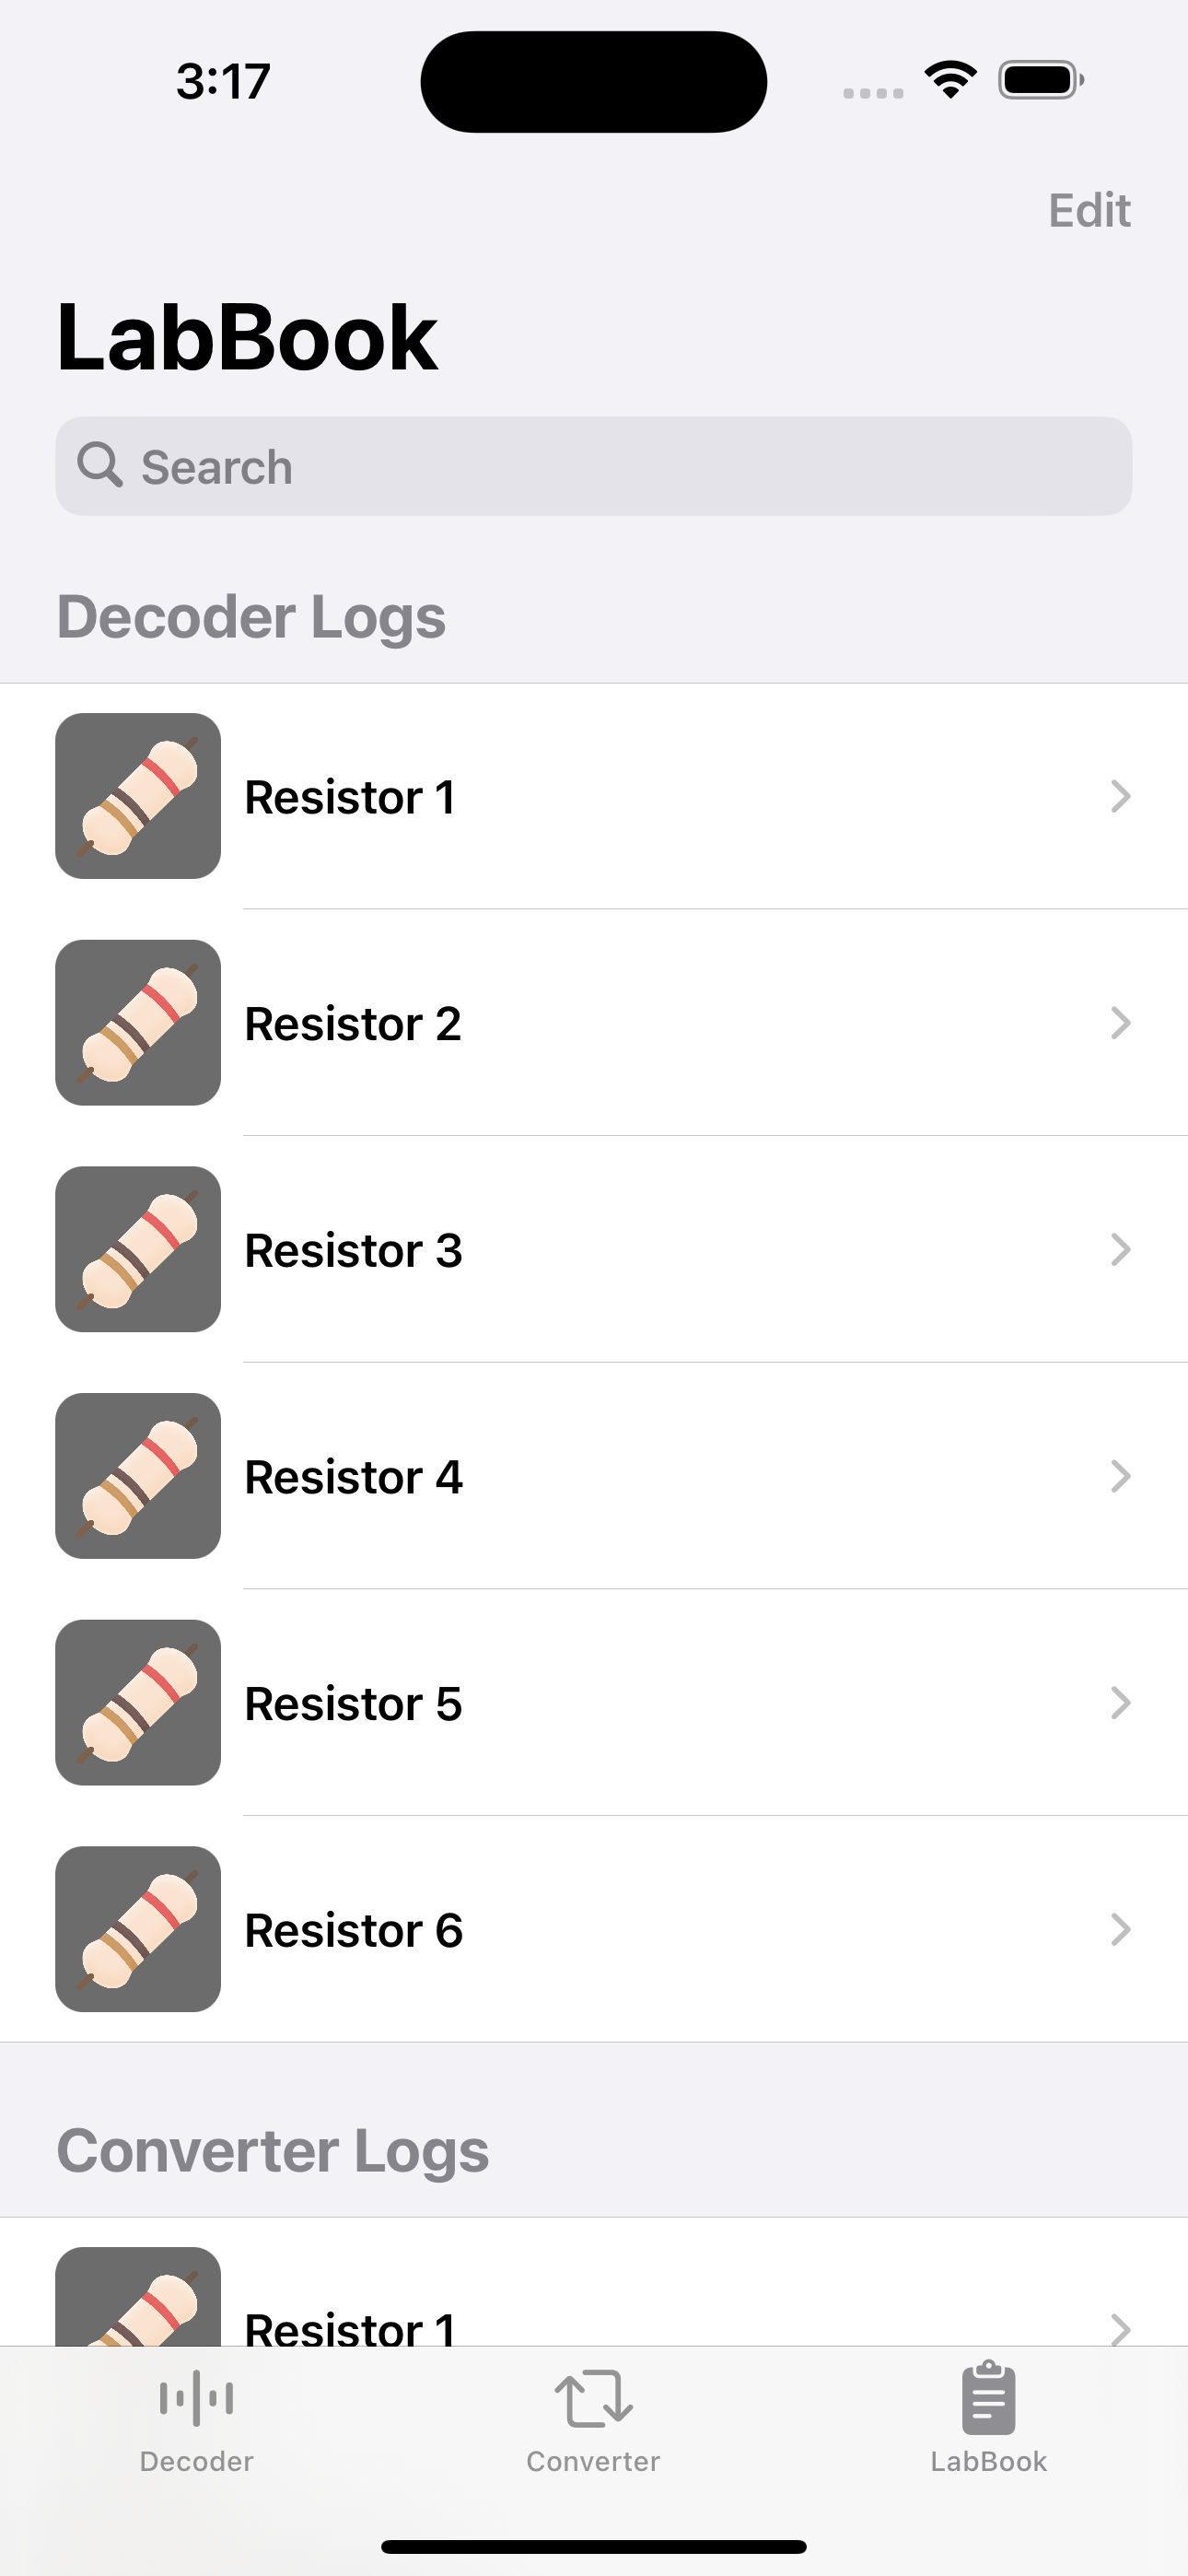 3:17
Edit
LabBook
Search
Decoder Logs
Resistor 1
Resistor 2
Resistor 3
Resistor 4
Resistor 5
Resistor 6
Converter Logs
Resistor 1
Decoder
Converter
LabBook